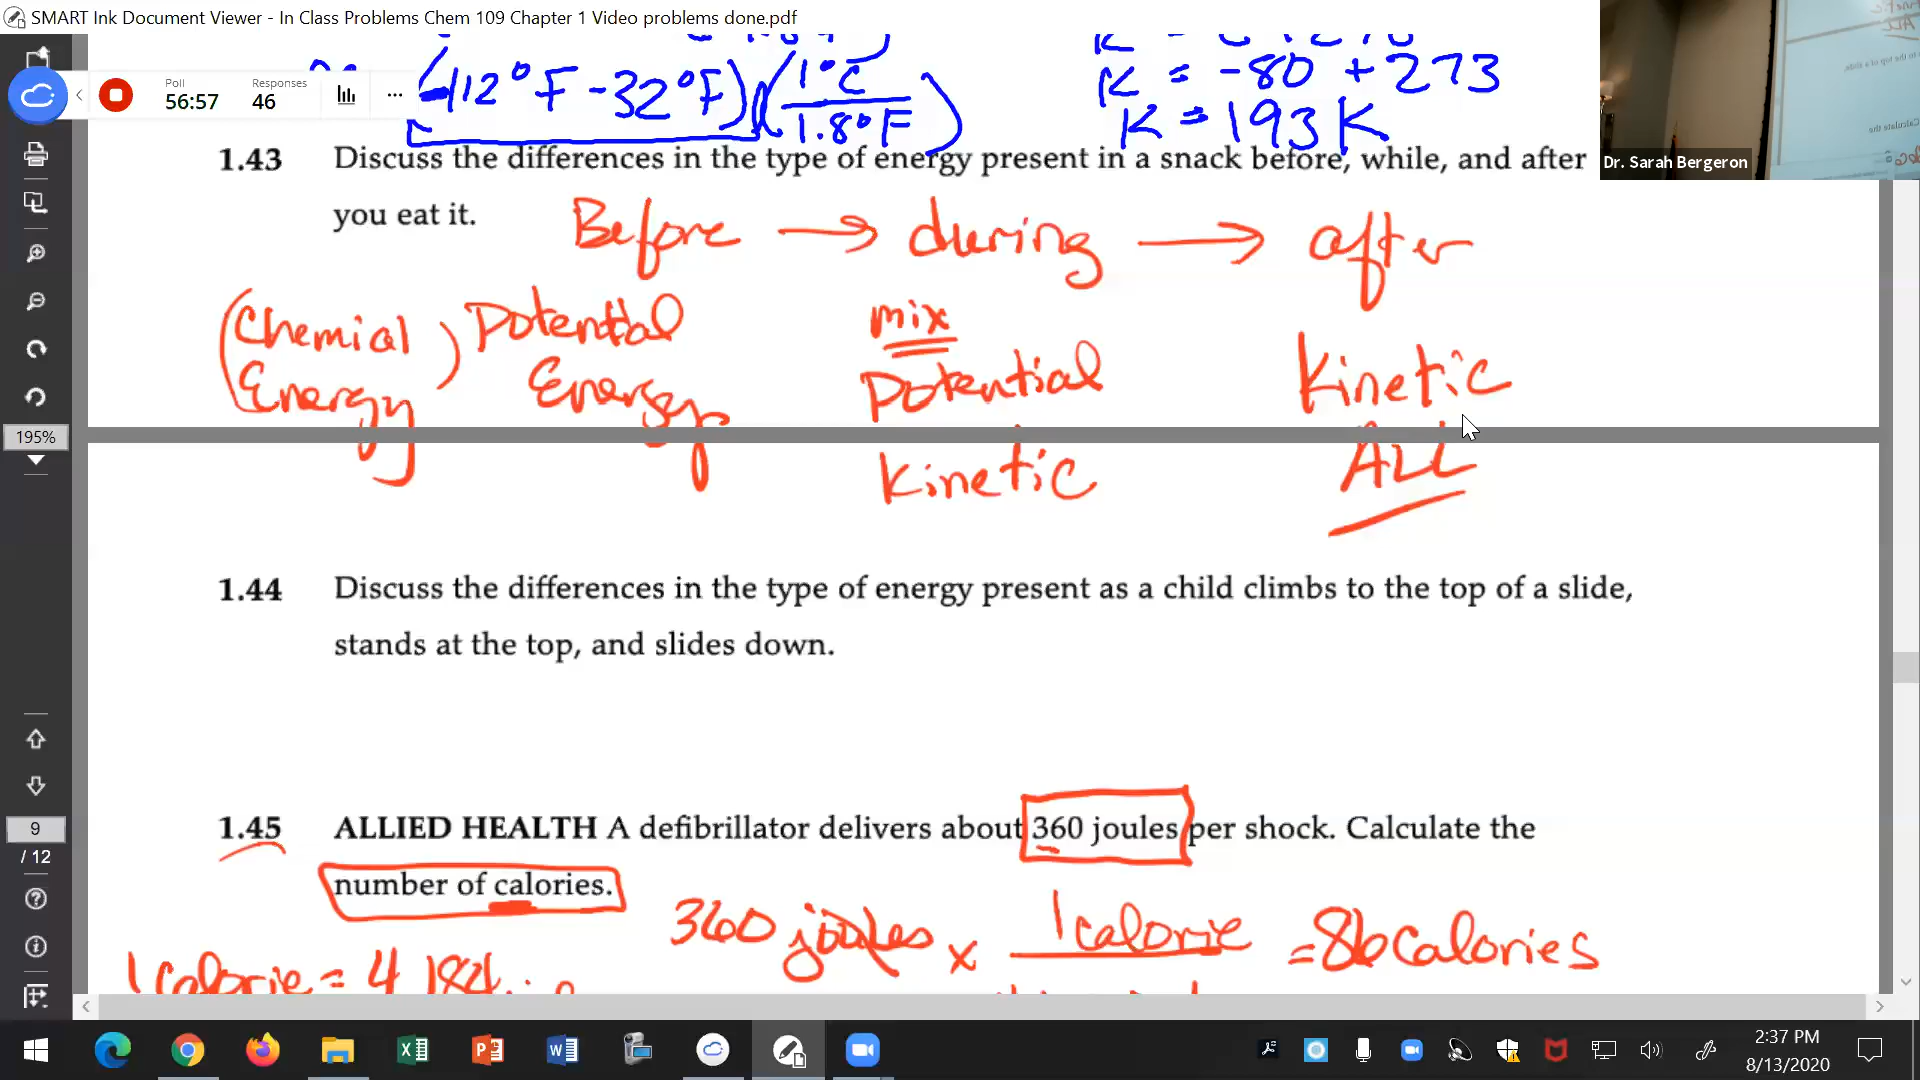 SMART Ink Document Viewer - In Class Problems Chem 109 Chapter 1 Video problems done.pdf
Poll
56:57
Responses
46
...
-112°F -32°F) (1°C
1.8°F)
K = -80 + 273
K = 193 K
Dr. Sarah Bergeron
1.43 Discuss the differences in the type of energy present in a snack before, while, and after
you eat it.
Before → during → after
(Chemial Energy) Potential Energy
mix
Potential
Kinetic
Kinetic
ALL
195%
1.44 Discuss the differences in the type of energy present as a child climbs to the top of a slide,
stands at the top, and slides down.
9
/ 12
1.45 ALLIED HEALTH A defibrillator delivers about 360 joules per shock. Calculate the
number of calories.
360 joules x 1 calorie = 86 calories
1 calorie = 4.184
2:37 PM
8/13/2020